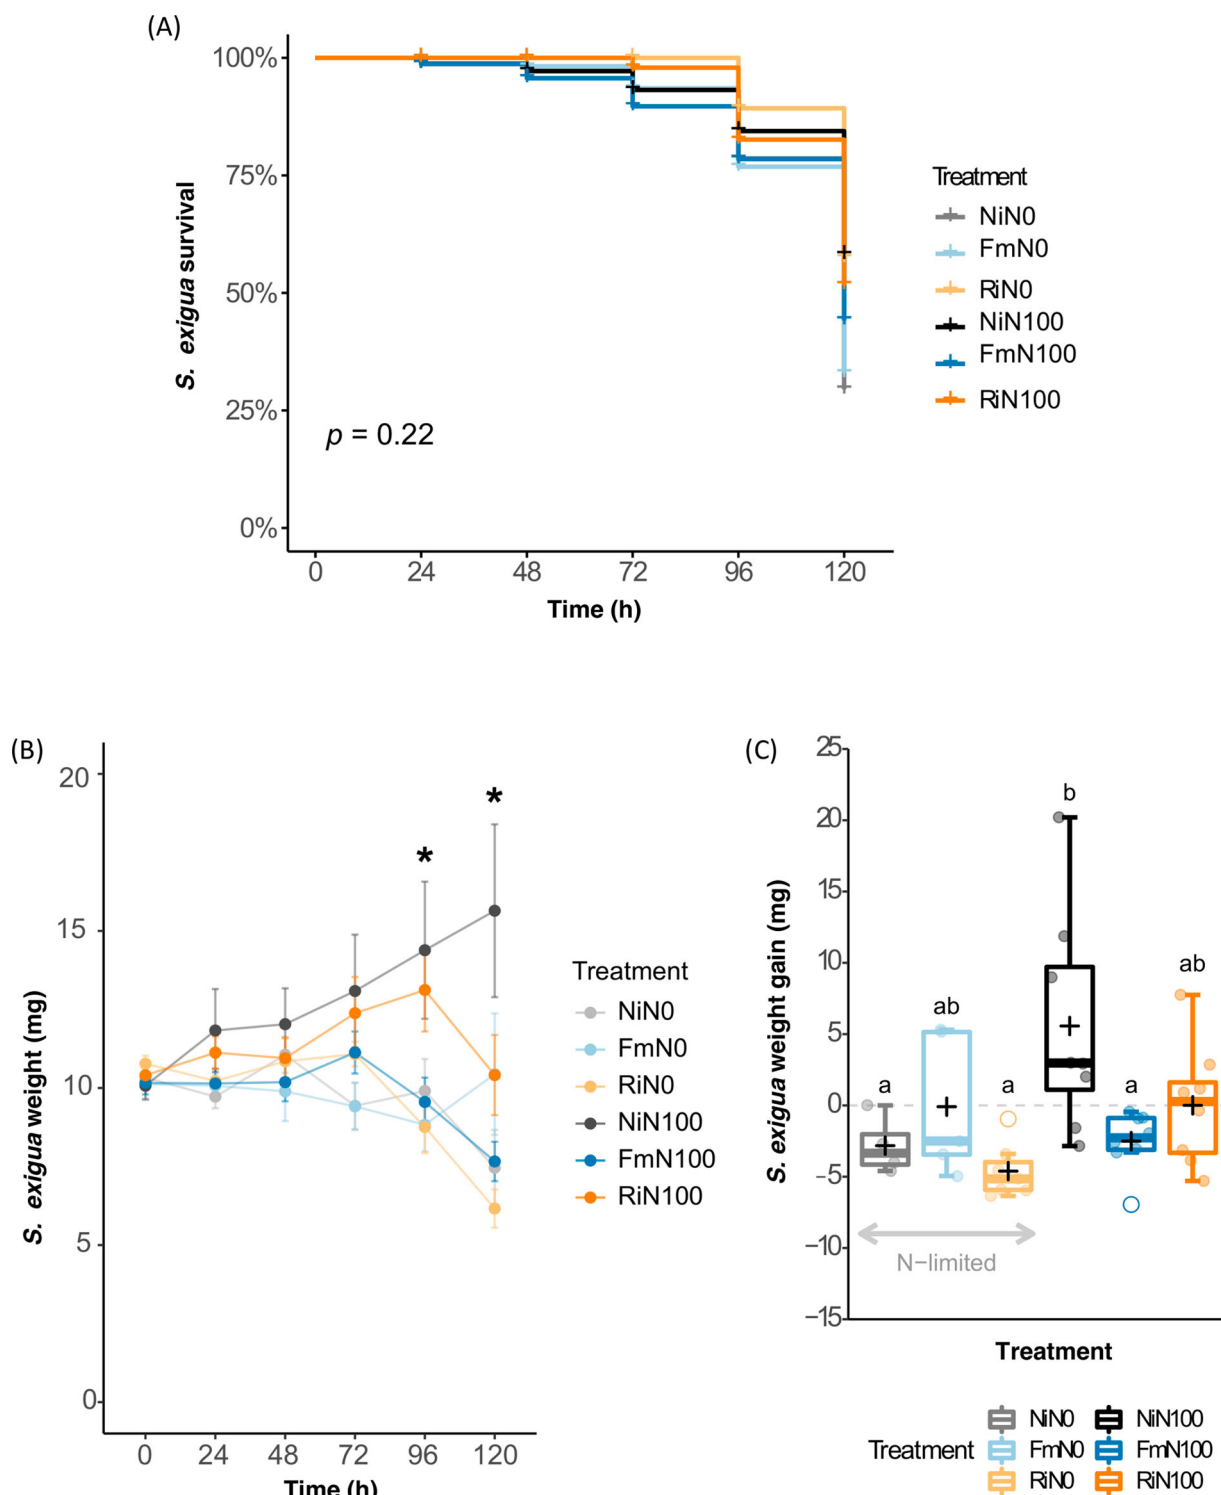 (A)
100%
75%
50%
25%
0%
S. exigua survival
p = 0.22
0 24 48 72 96 120
Time (h)
Treatment
NiN0
FmN0
RiN0
NiN100
FmN100
RiN100
(B)
20
15
10
5
0
S. exigua weight (mg)
*
*
0 24 48 72 96 120
Time (h)
Treatment
NiN0
FmN0
RiN0
NiN100
FmN100
RiN100
(C)
25
20
15
10
5
0
−5
−10
−15
S. exigua weight gain (mg)
a ab a b a ab
N−limited
Treatment
Treatment
NiN0 NiN100
FmN0 FmN100
RiN0 RiN100